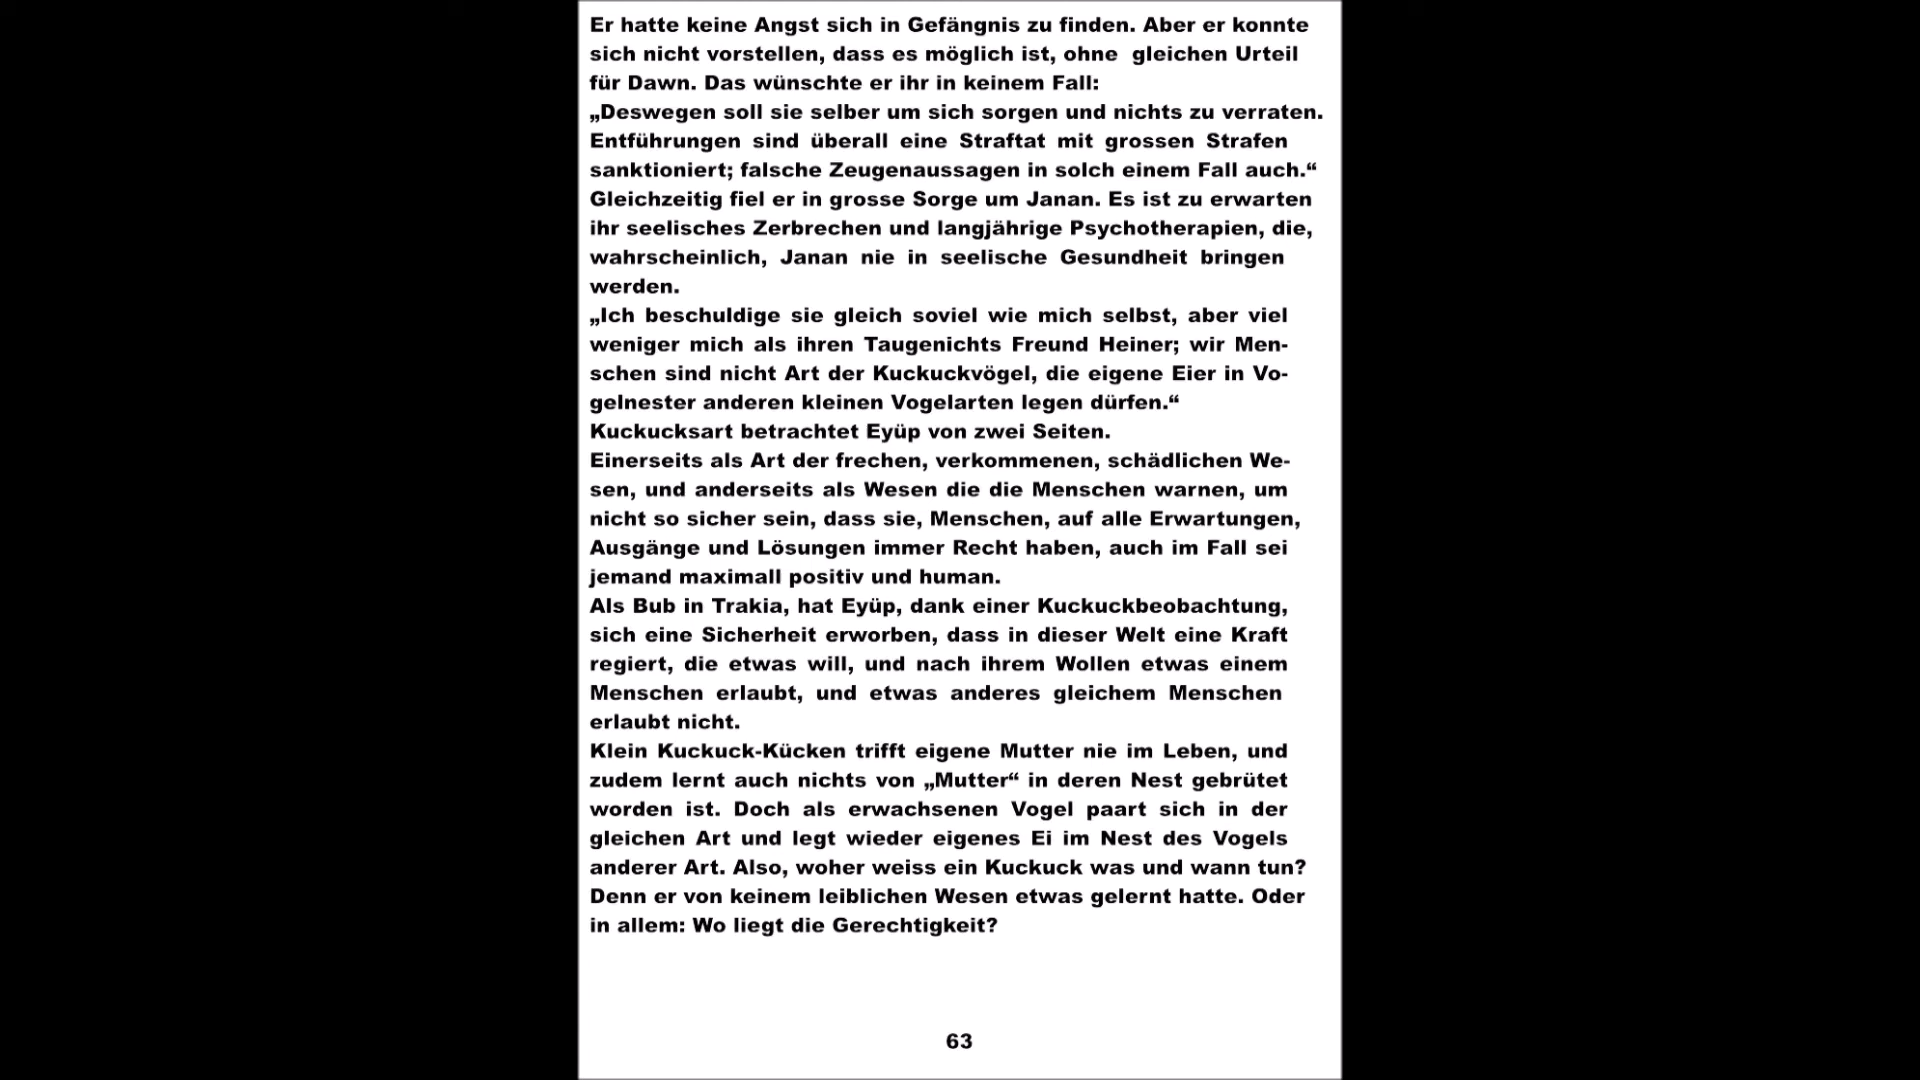 Er hatte keine Angst sich in Gefängnis zu finden. Aber er konnte
sich nicht vorstellen, dass es möglich ist, ohne  gleichen Urteil
für Dawn. Das wünschte er ihr in keinem Fall:
„Deswegen soll sie selber um sich sorgen und nichts zu verraten.
Entführungen sind überall eine Straftat mit grossen Strafen
sanktioniert; falsche Zeugenaussagen in solch einem Fall auch.“
Gleichzeitig fiel er in grosse Sorge um Janan. Es ist zu erwarten
ihr seelisches Zerbrechen und langjährige Psychotherapien, die,
wahrscheinlich, Janan nie in seelische Gesundheit bringen
werden.
„Ich beschuldige sie gleich soviel wie mich selbst, aber viel
weniger mich als ihren Taugenichts Freund Heiner; wir Men-
schen sind nicht Art der Kuckuckvögel, die eigene Eier in Vo-
gelnester anderen kleinen Vogelarten legen dürfen.“
Kuckucksart betrachtet Eyüp von zwei Seiten.
Einerseits als Art der frechen, verkommenen, schädlichen We-
sen, und anderseits als Wesen die die Menschen warnen, um
nicht so sicher sein, dass sie, Menschen, auf alle Erwartungen,
Ausgänge und Lösungen immer Recht haben, auch im Fall sei
jemand maximall positiv und human.
Als Bub in Trakia, hat Eyüp, dank einer Kuckuckbeobachtung,
sich eine Sicherheit erworben, dass in dieser Welt eine Kraft
regiert, die etwas will, und nach ihrem Wollen etwas einem
Menschen erlaubt, und etwas anderes gleichem Menschen
erlaubt nicht.
Klein Kuckuck-Kücken trifft eigene Mutter nie im Leben, und
zudem lernt auch nichts von „Mutter“ in deren Nest gebrütet
worden ist. Doch als erwachsenen Vogel paart sich in der
gleichen Art und legt wieder eigenes Ei im Nest des Vogels
anderer Art. Also, woher weiss ein Kuckuck was und wann tun?
Denn er von keinem leiblichen Wesen etwas gelernt hatte. Oder
in allem: Wo liegt die Gerechtigkeit?
63